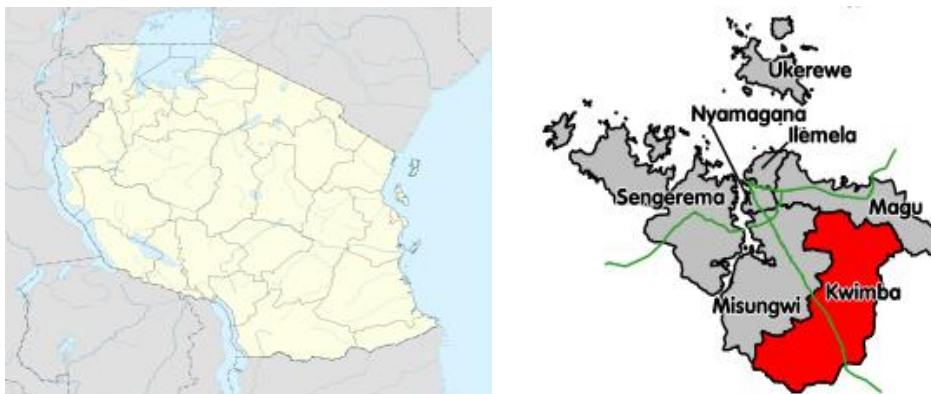 Ukerewe
Nyamagana
Ilemela
Sengerema
Magu
Kwimba
Misungwi